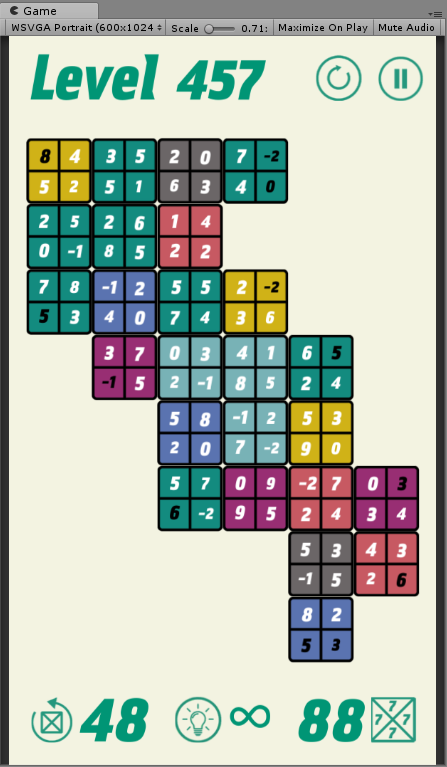 Game
WSVGA Portrait (600x1024 Scale 0.71: Maximize On Play Mute Audio
Level 457
8 4 3 5 2 0 7 -2
5 2 5 1 6 3 4 0
2 5 2 6 1 4
0 -1 8 5 2 2
7 8 -1 2 5 5 2 -2
5 3 4 0 7 4 3 6
3 7 0 3 4 1 6 5
-1 5 2 -1 8 5 2 4
5 8 -1 2 5 3
2 0 7 -2 9 0
5 7 0 9 -2 7 0 3
6 -2 9 5 2 4 3 4
5 3 4 3
-1 5 2 6
8 2
5 3
48 ∞ 88 7 7 7 7